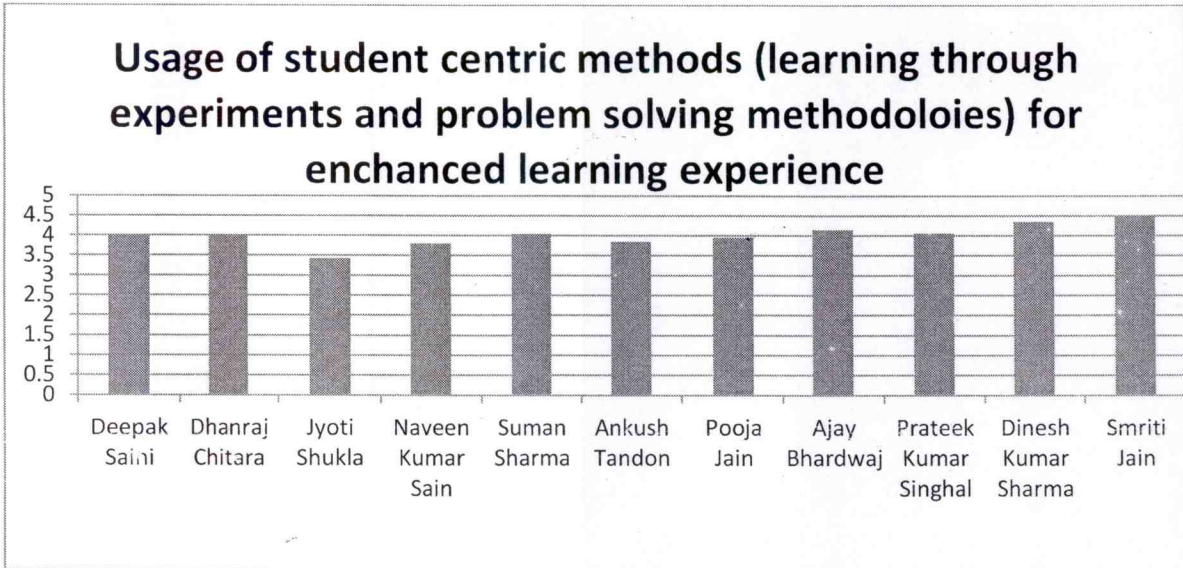 Usage of student centric methods (learning through
experiments and problem solving methodoloies) for
enchanced learning experience
5
4.5
4
3.5
3
2.5
2
1.5
1
0.5
0
Deepak Saini
Dhanraj Chitara
Jyoti Shukla
Naveen Kumar Sain
Suman Sharma
Ankush Tandon
Pooja Jain
Ajay Bhardwaj
Prateek Kumar Singhal
Dinesh Kumar Sharma
Smriti Jain